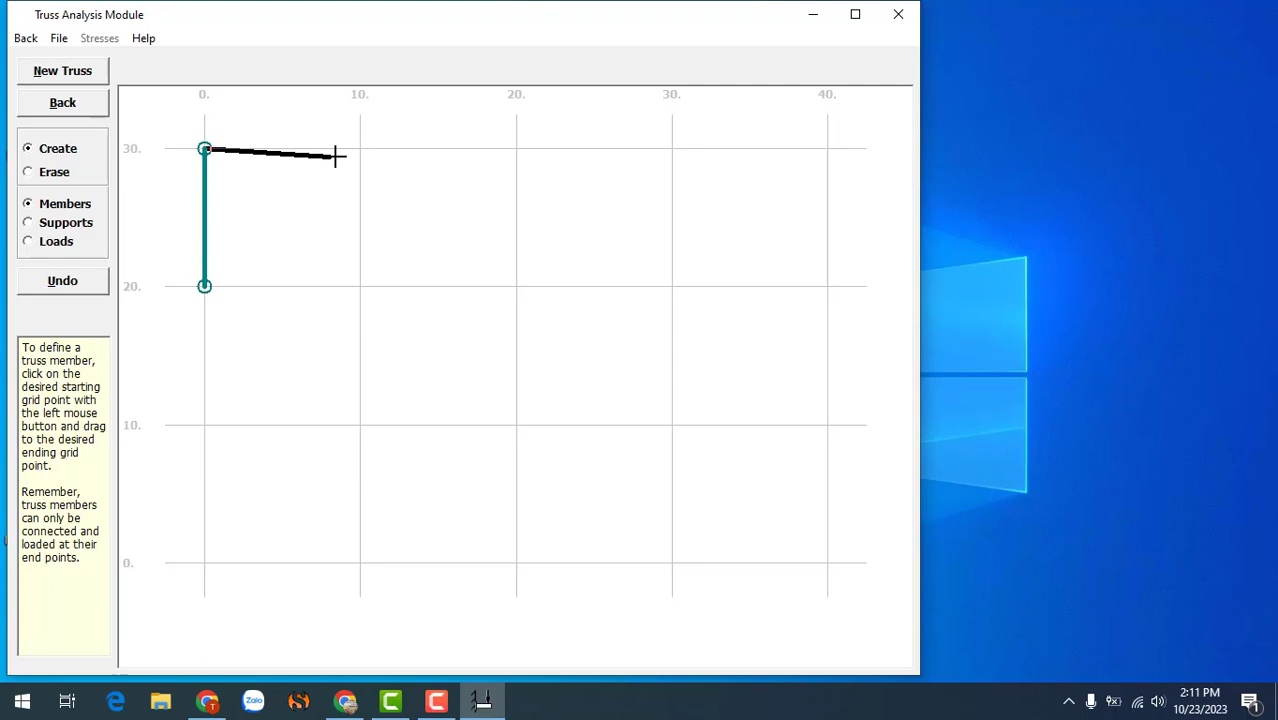 Truss Analysis Module
Back File Stresses Help
New Truss
Back
Create
Erase
Members
Supports
Loads
Undo
To define a
truss member,
click on the
desired starting
grid point with
the left mouse
button and drag
to the desired
ending grid
point.
Remember,
truss members
can only be
connected and
loaded at their
end points.
0. 10. 20. 30. 40.
30.
20.
10.
0.
Zalo
T
2:11 PM
10/23/2023
1